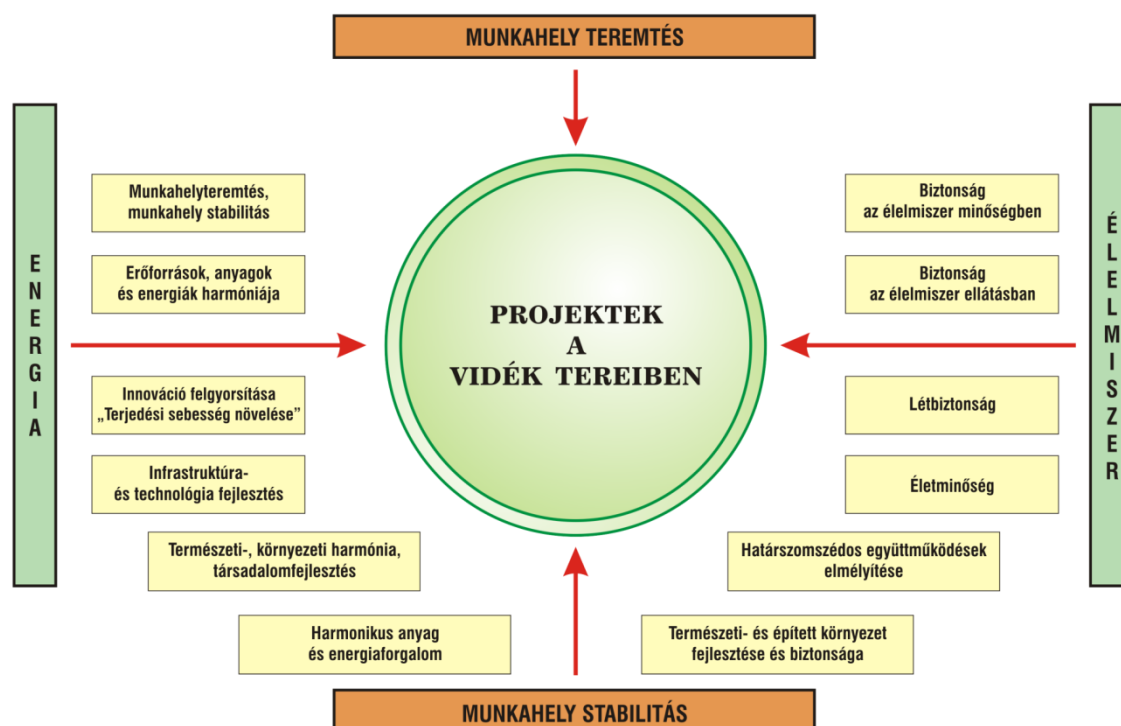 MUNKAHELY TEREMTÉS
ENERGIA
Munkahelyteremtés,
munkahely stabilitás
Erőforrások, anyagok
és energiák harmóniája
Innováció felgyorsítása
„Terjedési sebesség növelése”
Infrastruktúra-
és technológia fejlesztés
Természeti-, környezeti harmónia,
társadalomfejlesztés
Harmonikus anyag
és energiaforgalom
PROJEKTEK
A
VIDÉK TEREIBEN
Biztonság
az élelmiszer minőségben
Biztonság
az élelmiszer ellátásban
Létbiztonság
Életminőség
Határszomszédos együttműködések
elmélyítése
Természeti- és épített környezet
fejlesztése és biztonsága
ÉLELMISZER
MUNKAHELY STABILITÁS